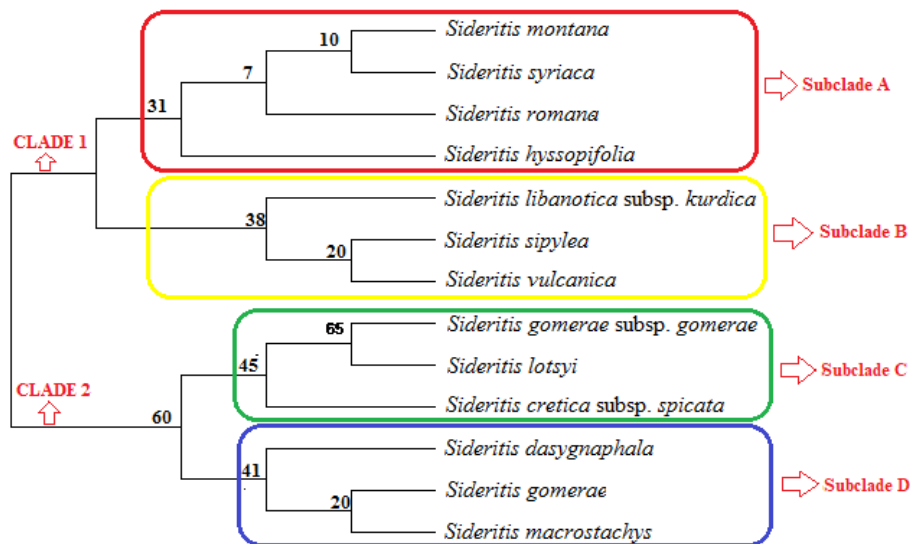 10
Sideritis montana
Sideritis syriaca
7
Subclade A
31
Sideritis romana
CLADE 1
Sideritis hyssopifolia
38
Sideritis libanotica subsp. kurdica
Subclade B
20
Sideritis sipylea
Sideritis vulcanica
65
Sideritis gomerae subsp. gomerae
45
Sideritis lotsyi
Subclade C
CLADE 2
60
Sideritis cretica subsp. spicata
41
Sideritis dasygnaphala
20
Sideritis gomerae
Subclade D
Sideritis macrostachys